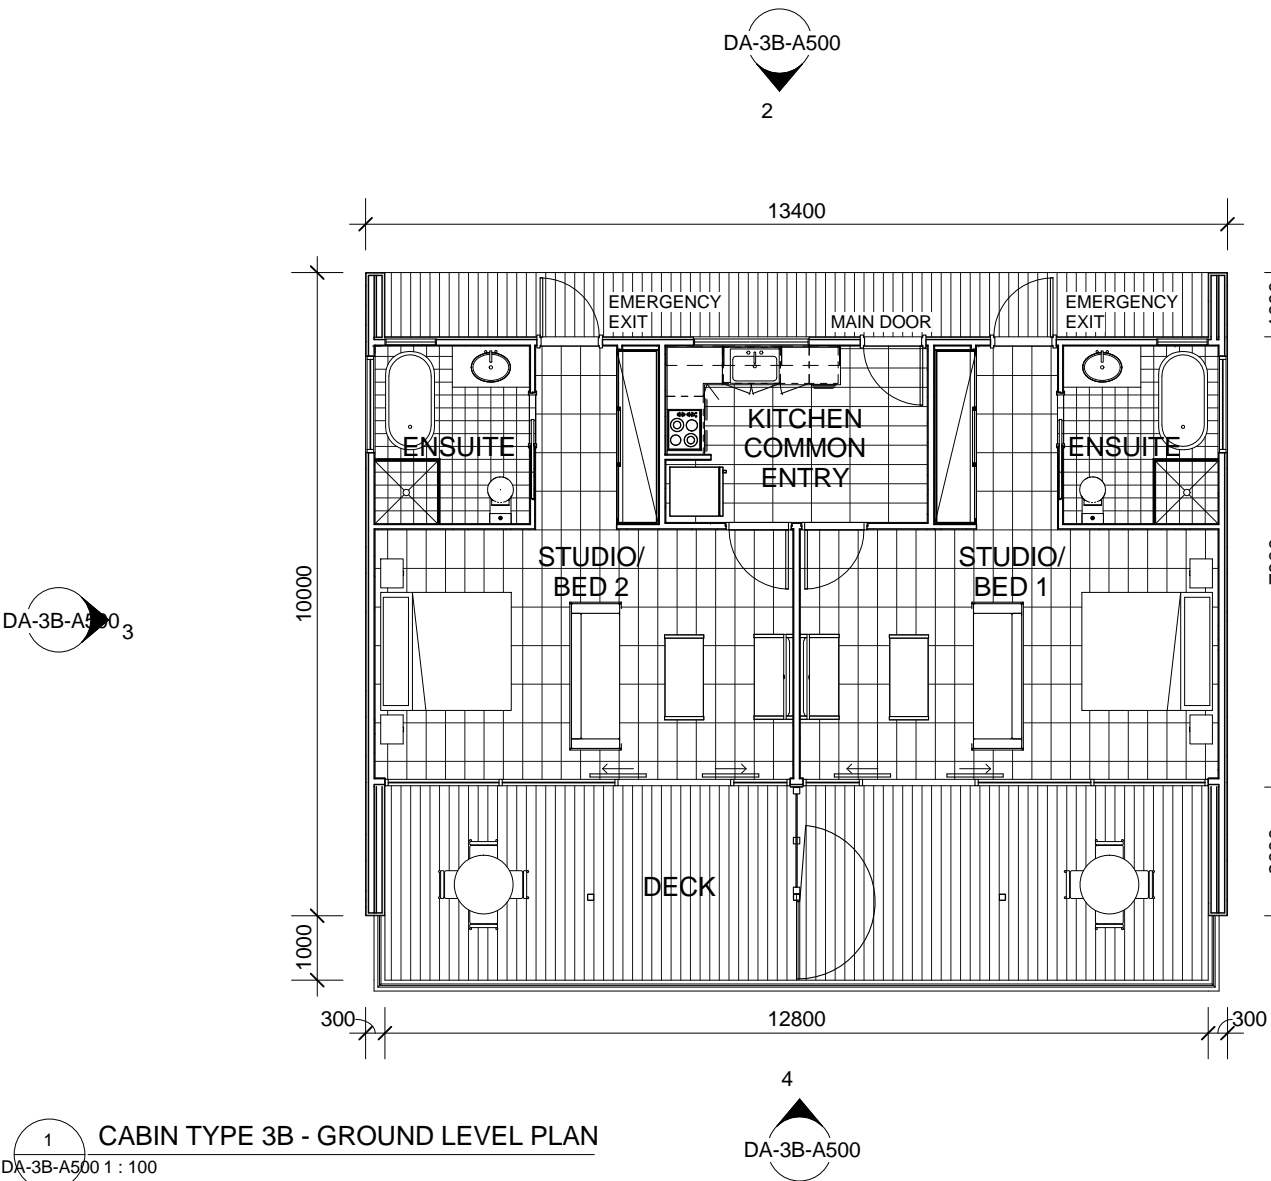 DA-3B-A500
2
13400
EMERGENCY
EXIT
MAIN DOOR
EMERGENCY
EXIT
KITCHEN
COMMON
ENTRY
ENSUITE
ENSUITE
STUDIO/
BED 2
STUDIO/
BED 1
10000
DA-3B-A500
3
DECK
1000
300
12800
300
4
DA-3B-A500
1
CABIN TYPE 3B - GROUND LEVEL PLAN
DA-3B-A500 1 : 100